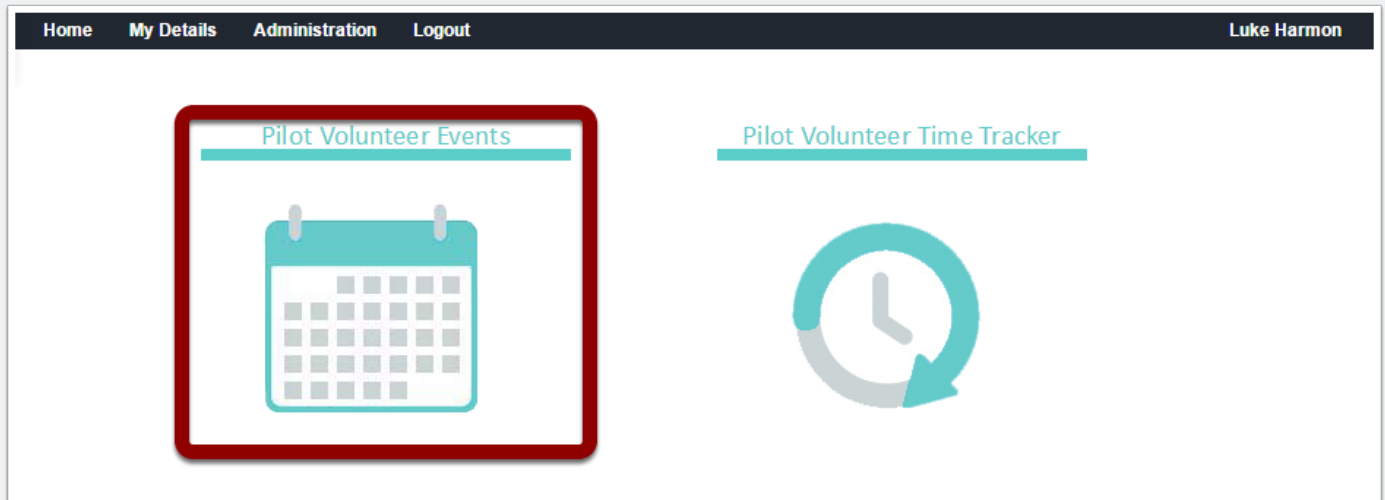 Home My Details Administration Logout Luke Harmon
Pilot Volunteer Events
Pilot Volunteer Time Tracker